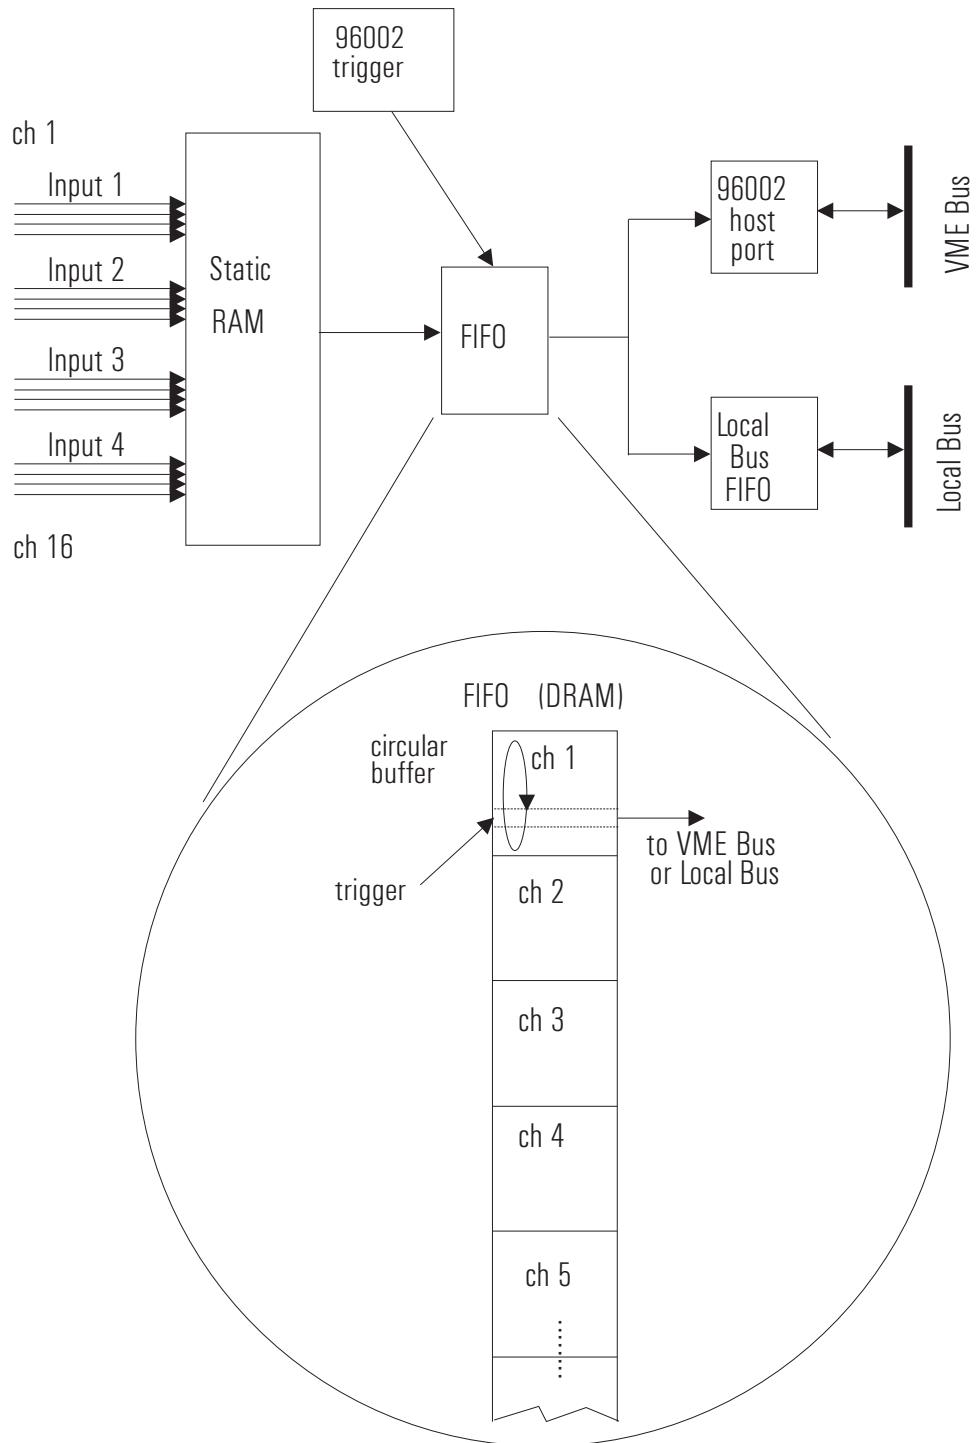 96002
trigger
ch 1
Input 1
Input 2
Input 3
Input 4
ch 16
Static
RAM
FIFO
96002
host
port
VME Bus
Local
Bus
FIFO
Local Bus
FIFO (DRAM)
circular
buffer
ch 1
trigger
to VME Bus
or Local Bus
ch 2
ch 3
ch 4
ch 5